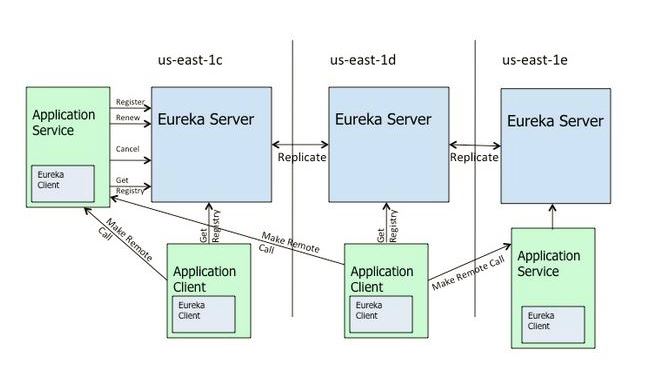 us-east-1c
us-east-1d
us-east-1e
Application
Service
Eureka
Client
Register
Renew
Cancel
Get
Registry
Eureka Server
Replicate
Eureka Server
Replicate
Eureka Server
Make Remote
Call
Get
Registry
Make Remote
Call
Get
Registry
Make Remote Call
Application
Client
Eureka
Client
Application
Client
Eureka
Client
Application
Service
Eureka
Client